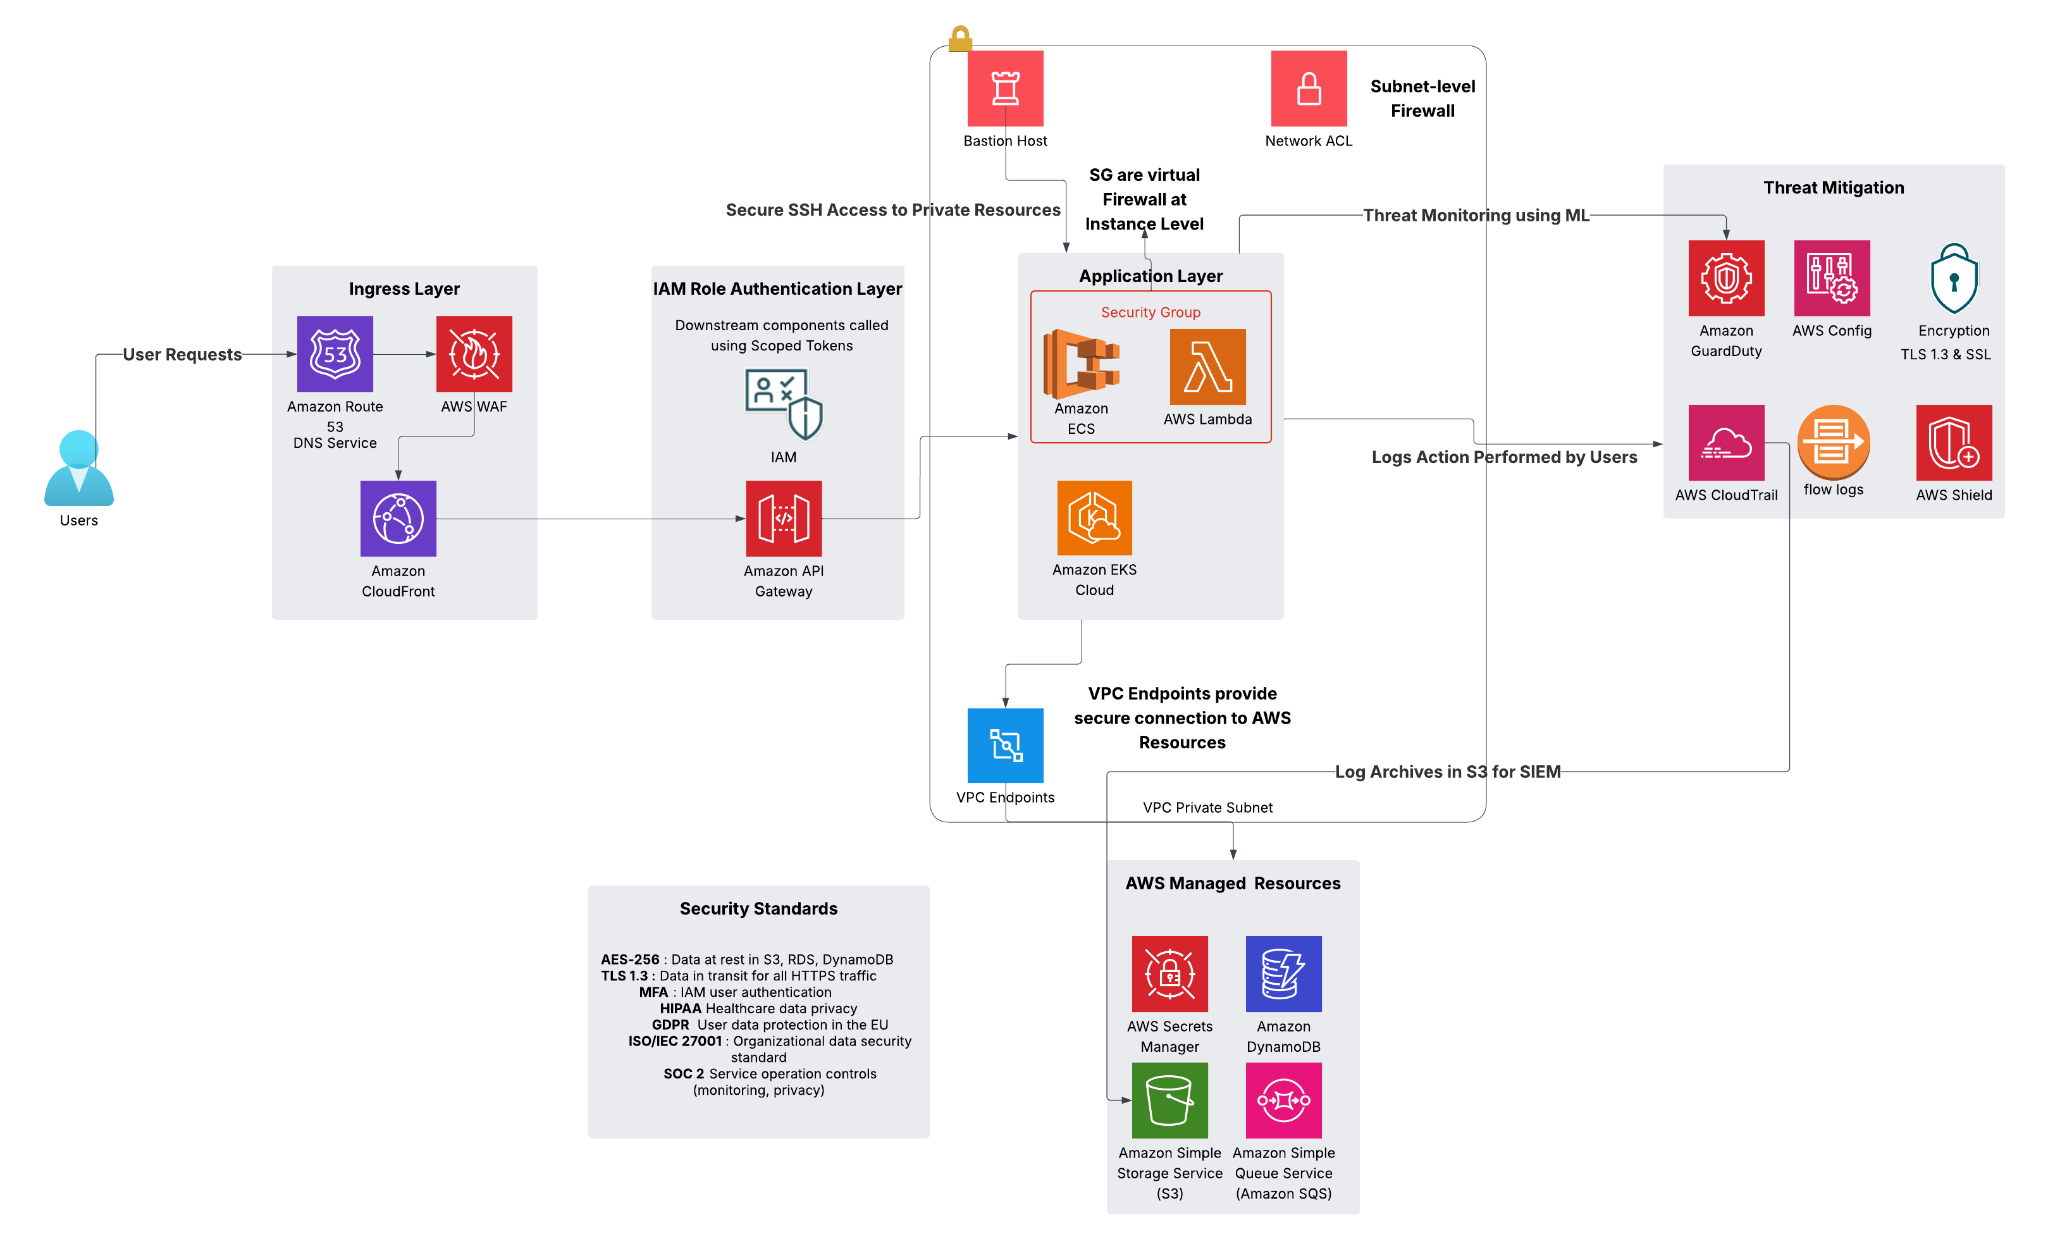 Subnet-level
Firewall
Bastion Host
Network ACL
SG are virtual
Firewall at
Instance Level
Secure SSH Access to Private Resources
Threat Monitoring using ML
Threat Mitigation
Ingress Layer
User Requests
53
Amazon Route
53
DNS Service
AWS WAF
Users
Amazon
CloudFront
IAM Role Authentication Layer
Downstream components called
using Scoped Tokens
IAM
Amazon API
Gateway
Application Layer
Security Group
Amazon
ECS
AWS Lambda
Amazon EKS
Cloud
Amazon
GuardDuty
AWS Config
Encryption
TLS 1.3 & SSL
Logs Action Performed by Users
AWS CloudTrail
flow logs
AWS Shield
VPC Endpoints provide
secure connection to AWS
Resources
VPC Endpoints
Log Archives in S3 for SIEM
VPC Private Subnet
AWS Managed  Resources
AWS Secrets
Manager
Amazon
DynamoDB
Amazon Simple
Storage Service
(S3)
Amazon Simple
Queue Service
(Amazon SQS)
Security Standards
AES-256 : Data at rest in S3, RDS, DynamoDB
TLS 1.3 : Data in transit for all HTTPS traffic
MFA : IAM user authentication
HIPAA Healthcare data privacy
GDPR  User data protection in the EU
ISO/IEC 27001 : Organizational data security
standard
SOC 2 Service operation controls
(monitoring, privacy)